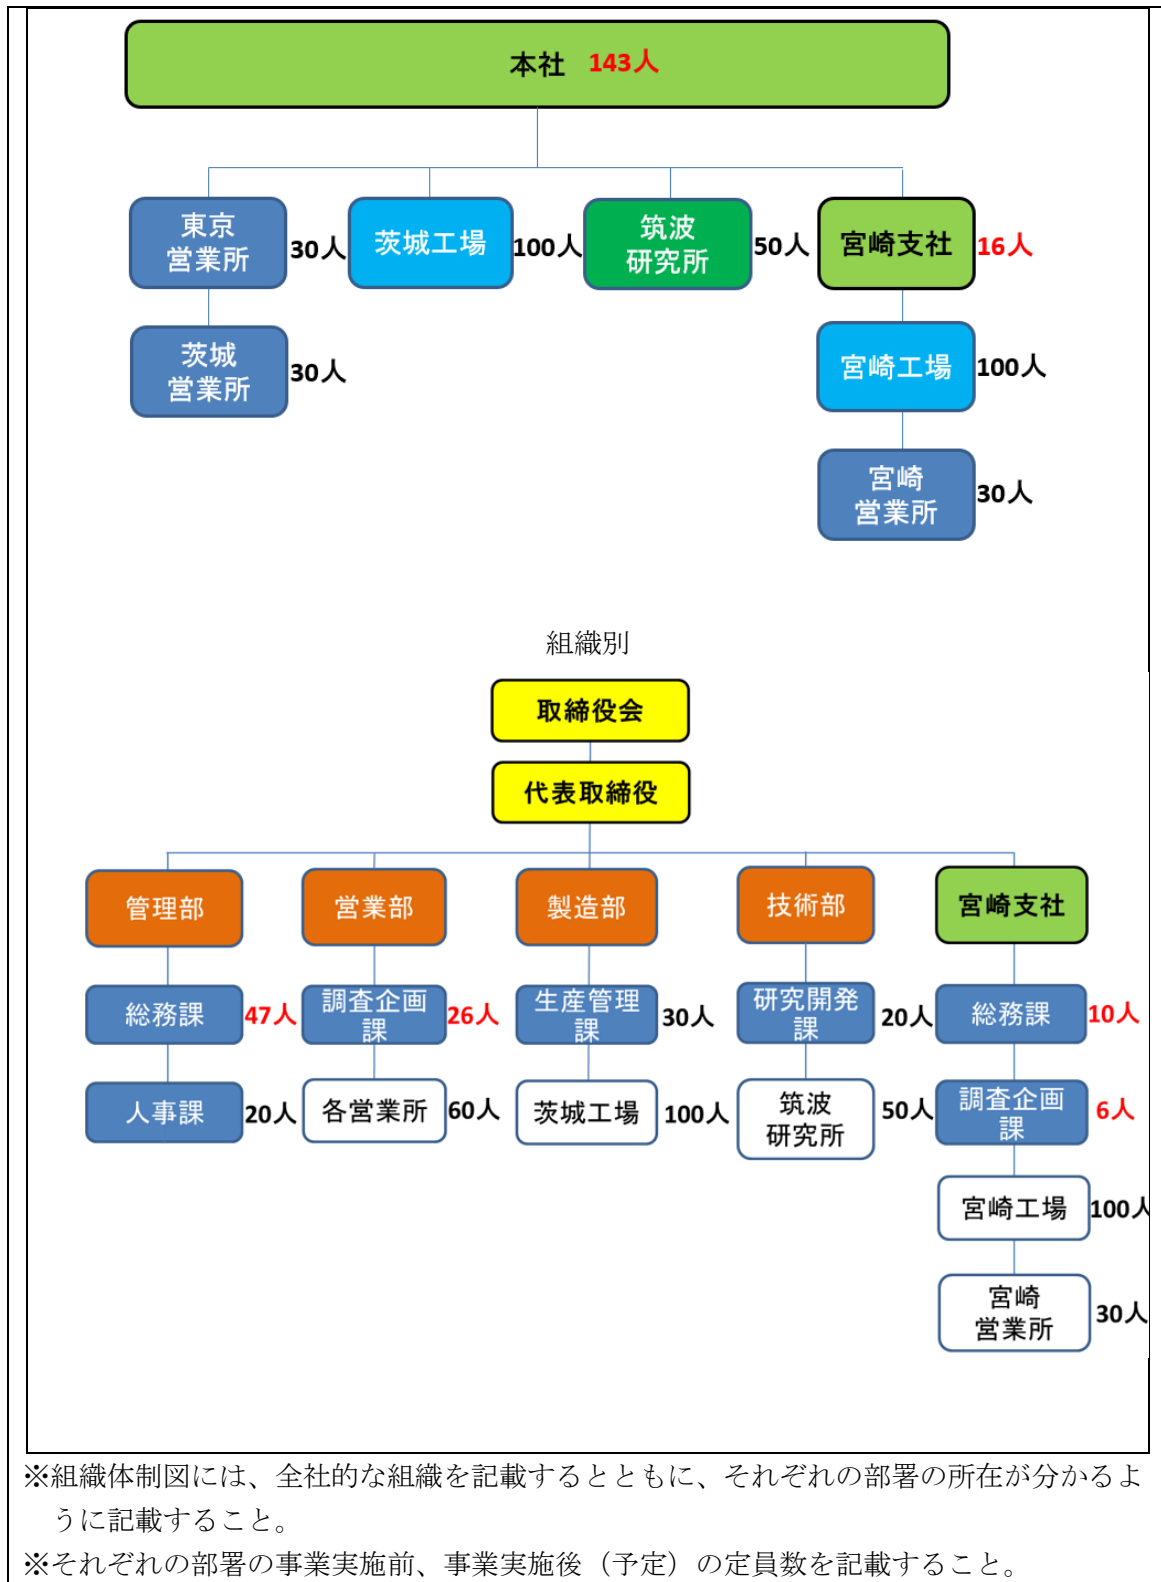 本社 143人
東京
営業所
30人
茨城工場
100人
筑波
研究所
50人
宮崎支社
16人
茨城
営業所
30人
宮崎工場
100人
宮崎
営業所
30人
組織別
取締役会
代表取締役
管理部
営業部
製造部
技術部
宮崎支社
総務課
47人
調査企画
課
26人
生産管理
課
30人
研究開発
課
20人
総務課
10人
人事課
20人
各営業所
60人
茨城工場
100人
筑波
研究所
50人
調査企画
課
6人
宮崎工場
100人
宮崎
営業所
30人
※組織体制図には、全社的な組織を記載するとともに、それぞれの部署の所在が分かるよ
うに記載すること。
※それぞれの部署の事業実施前、事業実施後（予定）の定員数を記載すること。